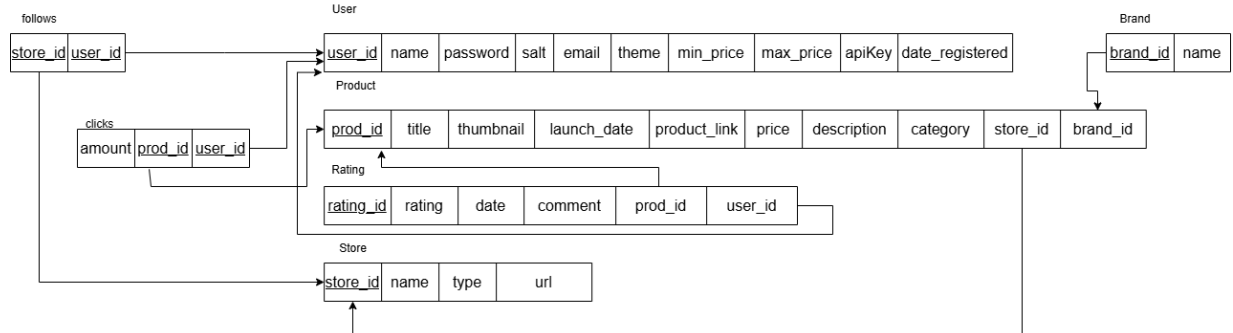 follows
User
Brand
store_id user_id
user_id name password salt email theme min_price max_price apiKey date_registered
brand_id name
Product
clicks
prod_id title thumbnail launch_date product_link price description category store_id brand_id
amount prod_id user_id
Rating
rating_id rating date comment prod_id user_id
Store
store_id name type url